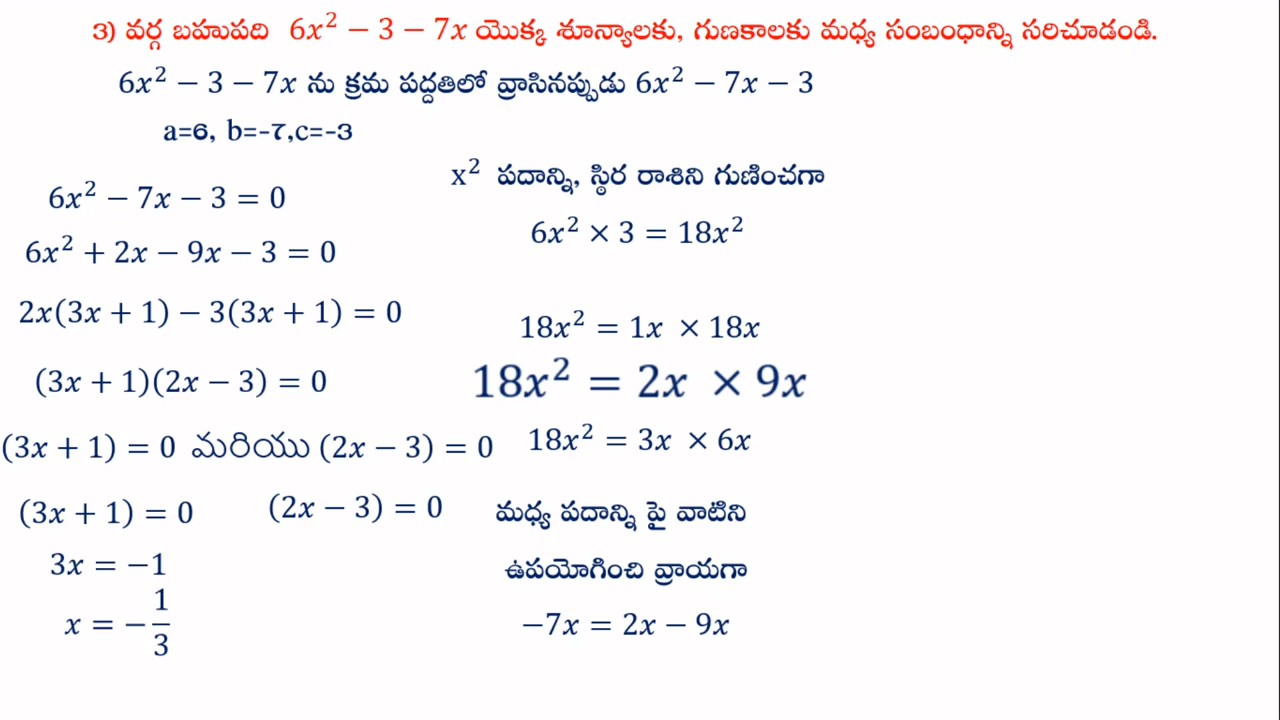 3) వర్గ బహుపది 6x² − 3 − 7x యొక్క శూన్యాలకు, గుణకాలకు మధ్య సంబంధాన్ని సరిచూడండి.
6x² − 3 − 7x ను క్రమ పద్దతిలో వ్రాసినప్పుడు 6x² − 7x − 3
a=6, b=-7,c=-3
6x² − 7x − 3 = 0
6x² + 2x − 9x − 3 = 0
2x(3x + 1) − 3(3x + 1) = 0
(3x + 1)(2x − 3) = 0
(3x + 1) = 0 మరియు (2x − 3) = 0
(3x + 1) = 0 (2x − 3) = 0
3x = −1
x = −1/3
x² పదాన్ని, స్థిర రాశిని గుణించగా
6x² × 3 = 18x²
18x² = 1x × 18x
18x² = 2x × 9x
18x² = 3x × 6x
మధ్య పదాన్ని పై వాటిని
ఉపయోగించి వ్రాయగా
−7x = 2x − 9x